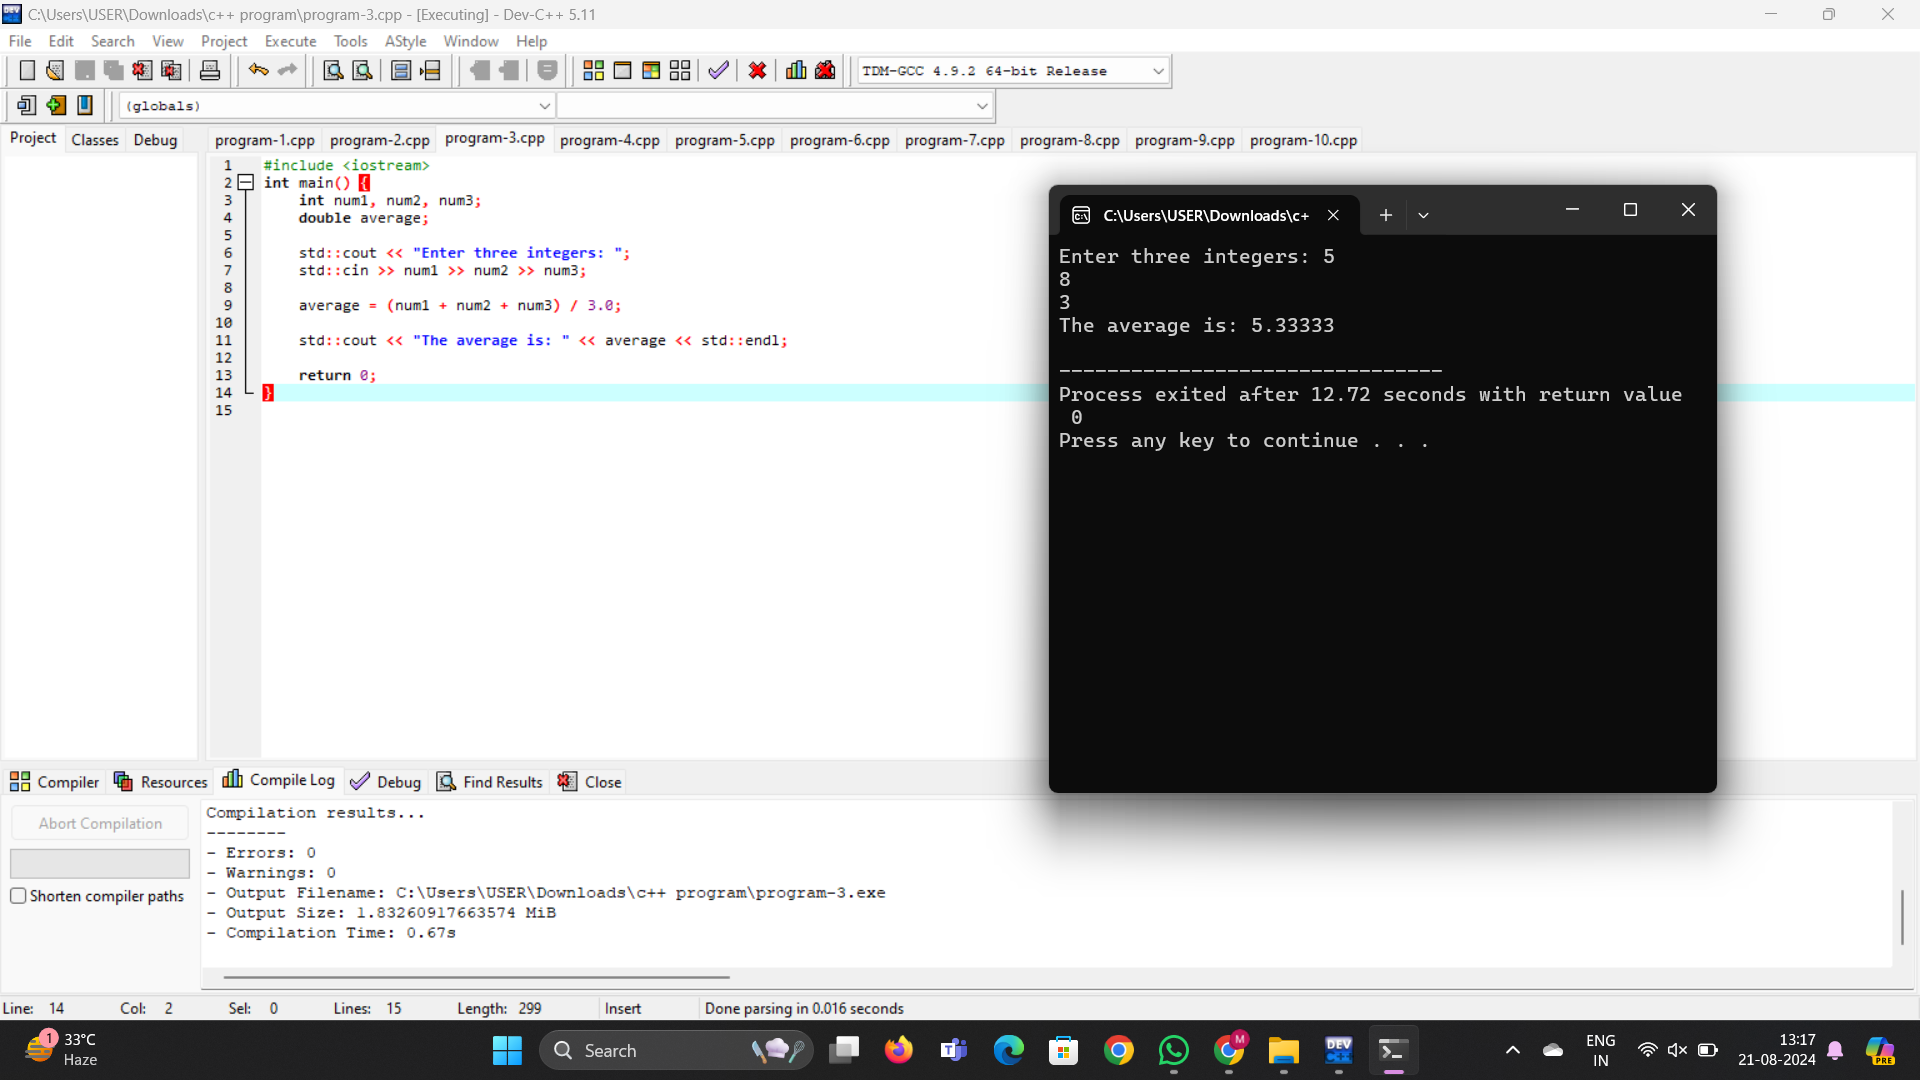 C:\Users\USER\Downloads\c++ program\program-3.cpp - [Executing] - Dev-C++ 5.11
File Edit Search View Project Execute Tools AStyle Window Help
TDM-GCC 4.9.2 64-bit Release
(globals)
Project Classes Debug
program-1.cpp program-2.cpp program-3.cpp program-4.cpp program-5.cpp program-6.cpp program-7.cpp program-8.cpp program-9.cpp program-10.cpp
1 #include <iostream>
2 int main() {
3 int num1, num2, num3;
4 double average;
5
6 std::cout << "Enter three integers: ";
7 std::cin >> num1 >> num2 >> num3;
8
9 average = (num1 + num2 + num3) / 3.0;
10
11 std::cout << "The average is: " << average << std::endl;
12
13 return 0;
14 }
15
C:\Users\USER\Downloads\c+
Enter three integers: 5
8
3
The average is: 5.33333
--------------------------------
Process exited after 12.72 seconds with return value
0
Press any key to continue . . .
Compiler Resources Compile Log Debug Find Results Close
Abort Compilation
Shorten compiler paths
Compilation results...
--------
- Errors: 0
- Warnings: 0
- Output Filename: C:\Users\USER\Downloads\c++ program\program-3.exe
- Output Size: 1.83260917663574 MiB
- Compilation Time: 0.67s
Line: 14 Col: 2 Sel: 0 Lines: 15 Length: 299 Insert Done parsing in 0.016 seconds
1
33°C
Haze
Search
M
DEV
ENG
IN
13:17
21-08-2024
PRE